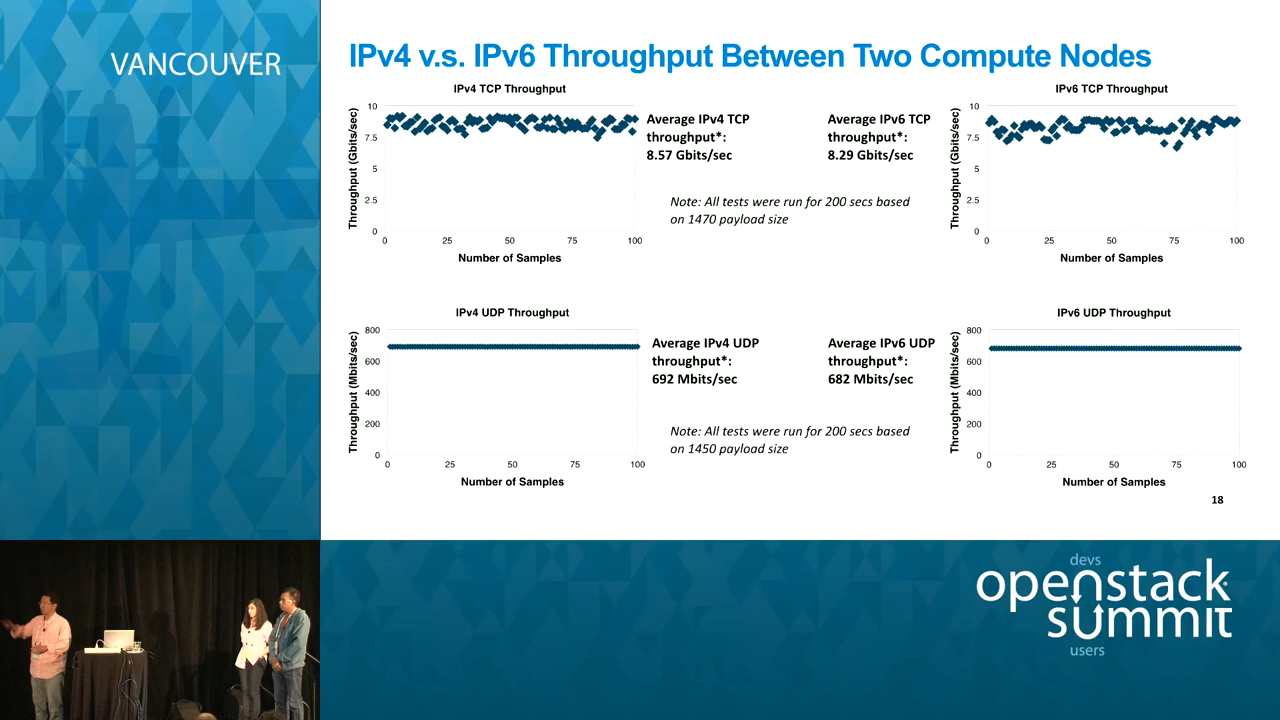 VANCOUVER
IPv4 v.s. IPv6 Throughput Between Two Compute Nodes
IPv4 TCP Throughput
Throughput (Gbits/sec)
10
7.5
5
2.5
0
0 25 50 75 100
Number of Samples
Average IPv4 TCP
throughput*:
8.57 Gbits/sec
Average IPv6 TCP
throughput*:
8.29 Gbits/sec
Note: All tests were run for 200 secs based
on 1470 payload size
IPv6 TCP Throughput
Throughput (Gbits/sec)
10
7.5
5
2.5
0
0 25 50 75 100
Number of Samples
IPv4 UDP Throughput
Throughput (Mbits/sec)
800
600
400
200
0
0 25 50 75 100
Number of Samples
Average IPv4 UDP
throughput*:
692 Mbits/sec
Average IPv6 UDP
throughput*:
682 Mbits/sec
Note: All tests were run for 200 secs based
on 1450 payload size
IPv6 UDP Throughput
Throughput (Mbits/sec)
800
600
400
200
0
0 25 50 75 100
Number of Samples
18
devs
openstack
summit
users